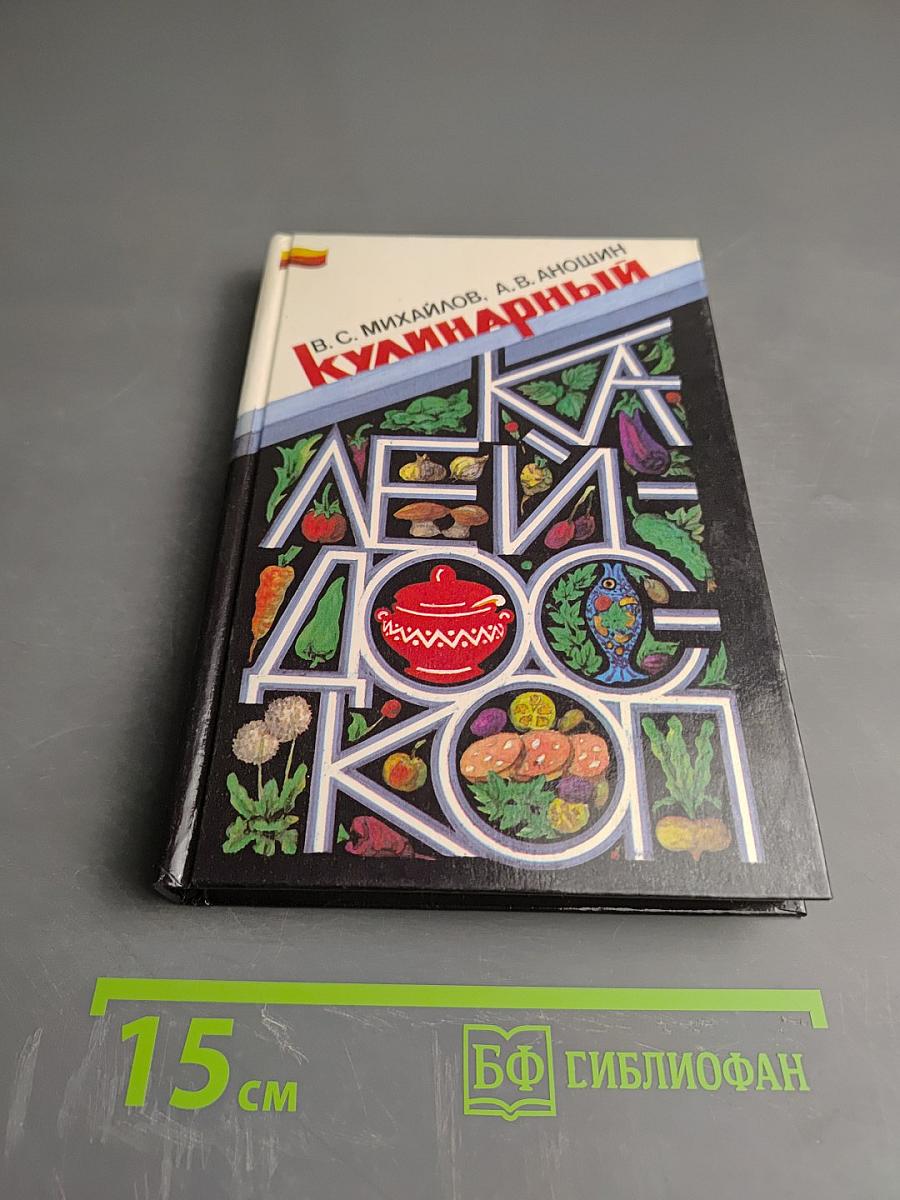 В. С. МИХАЙЛОВ, А. В. АНОШИН
КУЛИНАРНЫЙ
КА
ЛЕЙ-
ДОС-
КОП
15 см
БФ БИБЛИОФАН